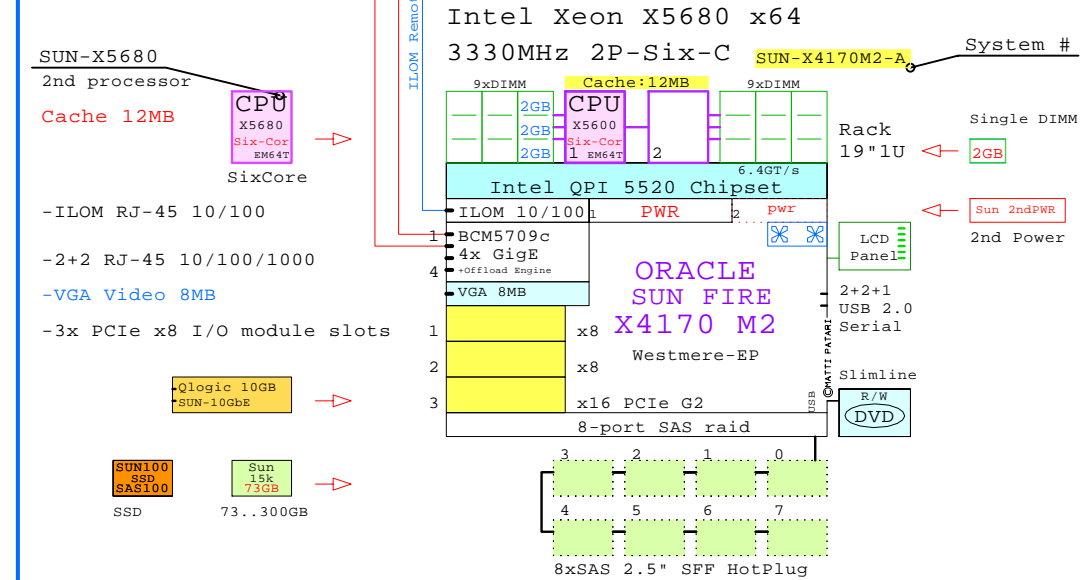 Intel Xeon X5680 x64
3330MHz 2P-Six-C
SUN-X4170M2-A
System #
ILOM Remot
SUN-X5680
2nd processor
Cache 12MB
CPU
X5680
Six-Cor
EM64T
SixCore
9xDIMM
Cache:12MB
9xDIMM
2GB
2GB
2GB
CPU
X5600
Six-Cor
1 EM64T
2
6.4GT/s
Intel QPI 5520 Chipset
Rack
19"1U
Single DIMM
2GB
Sun 2ndPWR
2nd Power
-ILOM RJ-45 10/100
-2+2 RJ-45 10/100/1000
-VGA Video 8MB
-3x PCIe x8 I/O module slots
ILOM 10/100
1 PWR
2 pwr
1 BCM5709c
4x GigE
4 +Offload Engine
VGA 8MB
LCD
Panel
ORACLE
SUN FIRE
X4170 M2
Westmere-EP
2+2+1
USB 2.0
Serial
©MATTI PATARI
1 x8
2 x8
3 x16 PCIe G2
USB
8-port SAS raid
Slimline
R/W
DVD
Qlogic 10GB
SUN-10GbE
SUN100
SSD
SAS100
SSD
Sun
15k
73GB
73..300GB
3 2 1 0
4 5 6 7
8xSAS 2.5" SFF HotPlug